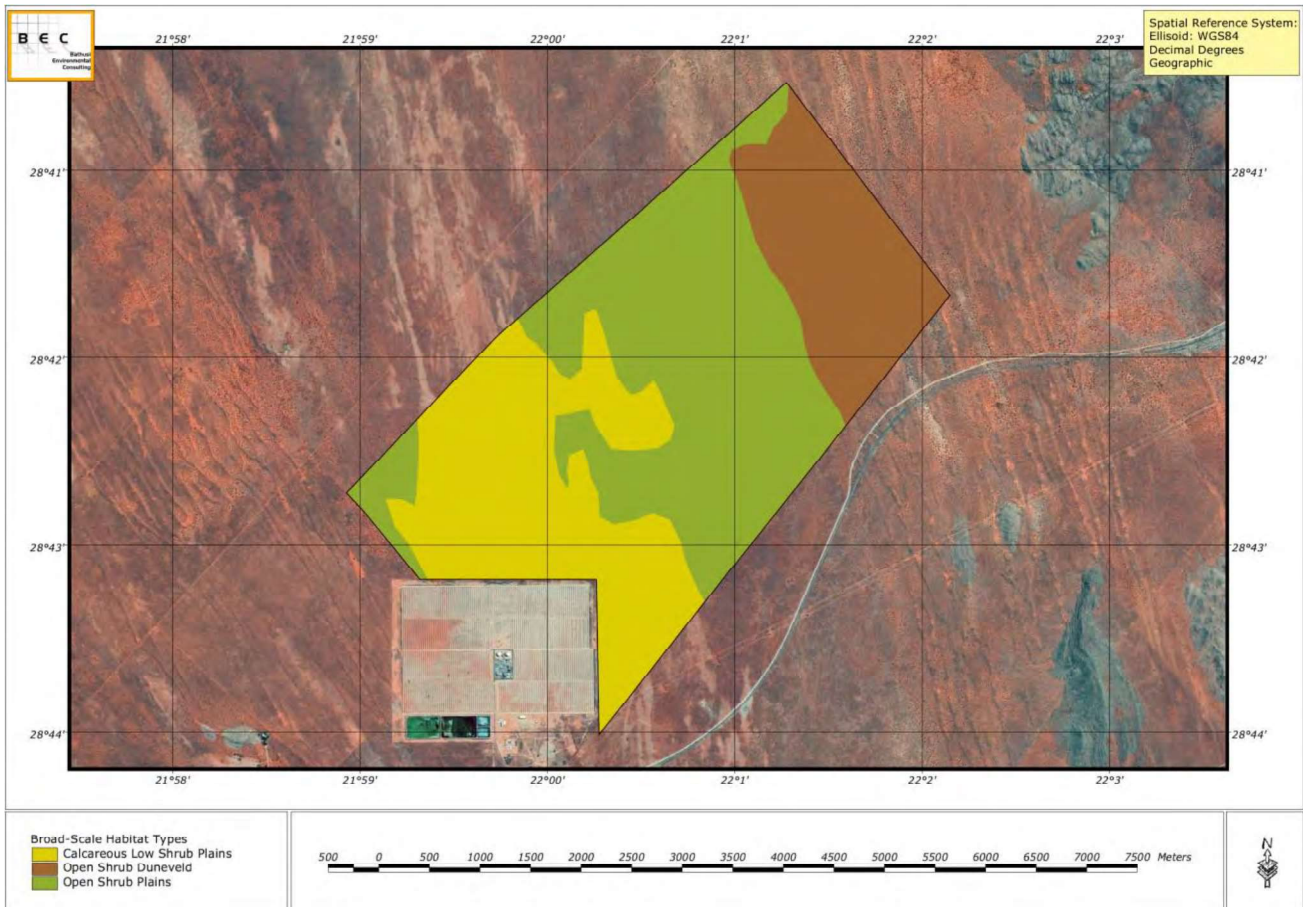 B E C
Bathusi
Environmental
Consulting
Spatial Reference System:
Ellisoid: WGS84
Decimal Degrees
Geographic
21°58' 21°59' 22°00' 22°1' 22°2' 22°3'
28°41' 28°41'
28°42' 28°42'
28°43' 28°43'
28°44' 28°44'
21°58' 21°59' 22°00' 22°1' 22°2' 22°3'
Broad-Scale Habitat Types
Calcareous Low Shrub Plains
Open Shrub Duneveld
Open Shrub Plains
500 0 500 1000 1500 2000 2500 3000 3500 4000 4500 5000 5500 6000 6500 7000 7500 Meters
N